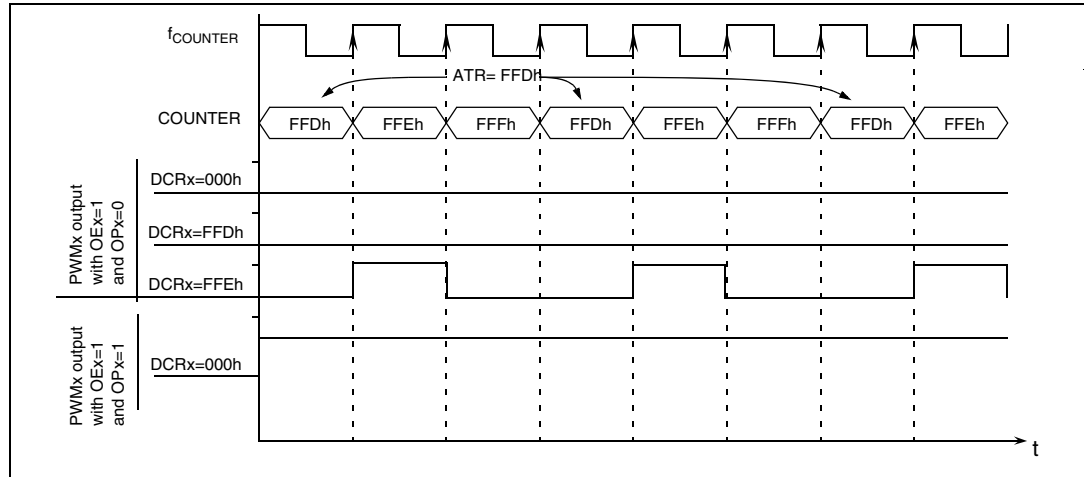 fCOUNTER
ATR= FFDh
COUNTER
FFDh FFEh FFFh FFDh FFEh FFFh FFDh FFEh
PWMx output
with OEx=1
and OPx=0
DCRx=000h
DCRx=FFDh
DCRx=FFEh
PWMx output
with OEx=1
and OPx=1
DCRx=000h
t